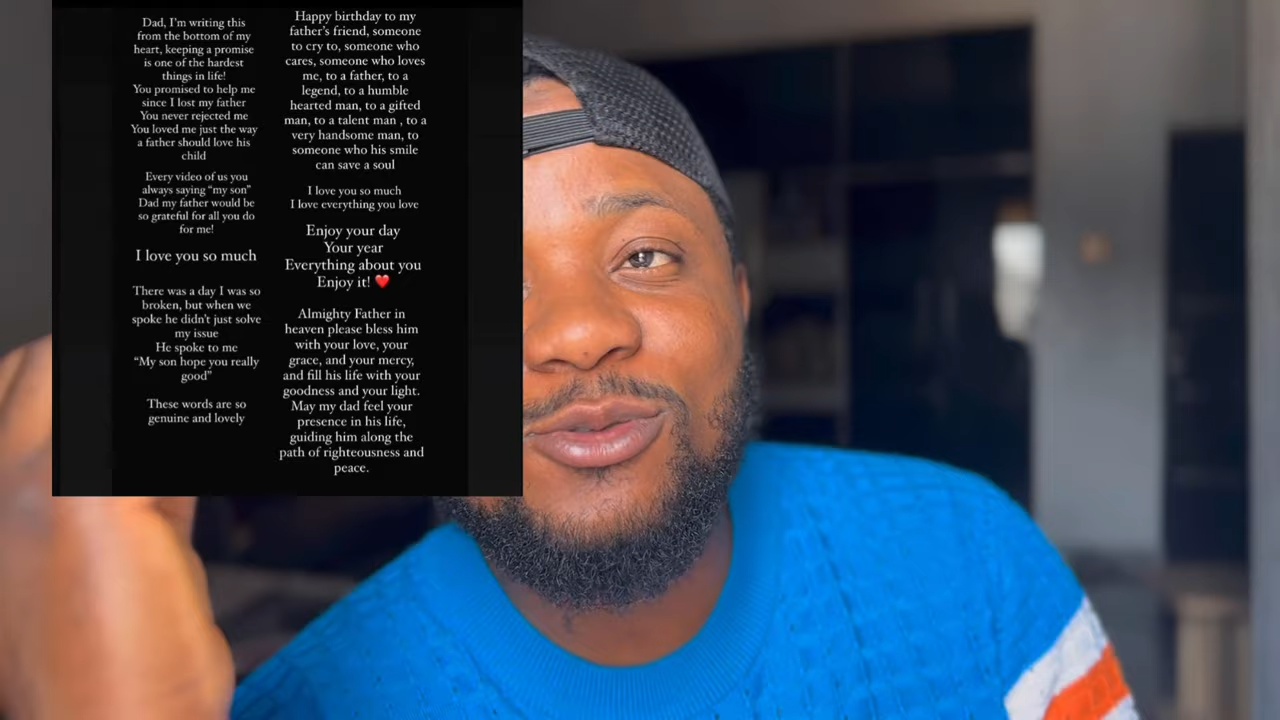 Dad, I'm writing this
from the bottom of my
heart, keeping a promise
is one of the hardest
things in life!
You promised to help me
since I lost my father
You never rejected me
You loved me just the way
a father should love his
child
Every video of us you
always saying “my son”
Dad my father would be
so grateful for all you do
for me!
I love you so much
There was a day I was so
broken, but when we
spoke he didn't just solve
my issue
He spoke to me
“My son hope you really
good”
These words are so
genuine and lovely
Happy birthday to my
father's friend, someone
to cry to, someone who
cares, someone who loves
me, to a father, to a
legend, to a humble
hearted man, to a gifted
man, to a talent man , to a
very handsome man, to
someone who his smile
can save a soul
I love you so much
I love everything you love
Enjoy your day
Your year
Everything about you
Enjoy it! ❤️
Almighty Father in
heaven please bless him
with your love, your
grace, and your mercy,
and fill his life with your
goodness and your light.
May my dad feel your
presence in his life,
guiding him along the
path of righteousness and
peace.